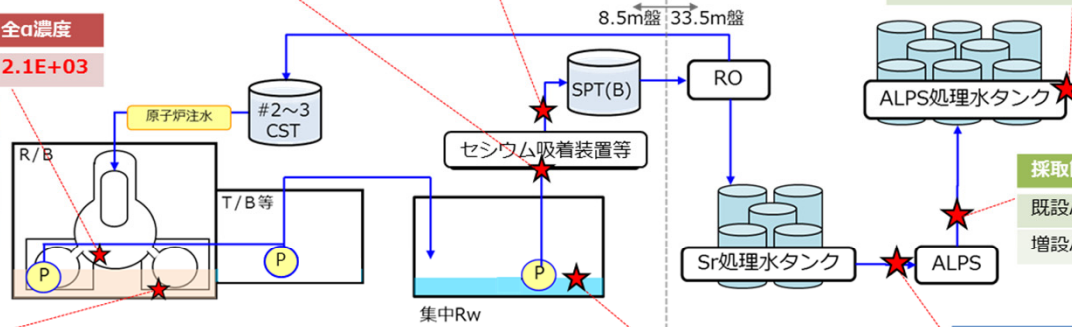 8.5m盤 33.5m盤
全α濃度
2.1E+03
原子炉注水
#2～3
CST
SPT(B)
RO
ALPS処理水タンク
セシウム吸着装置等
R/B
T/B等
採取
既設
増設
P
P
P
Sr処理水タンク
ALPS
集中Rw